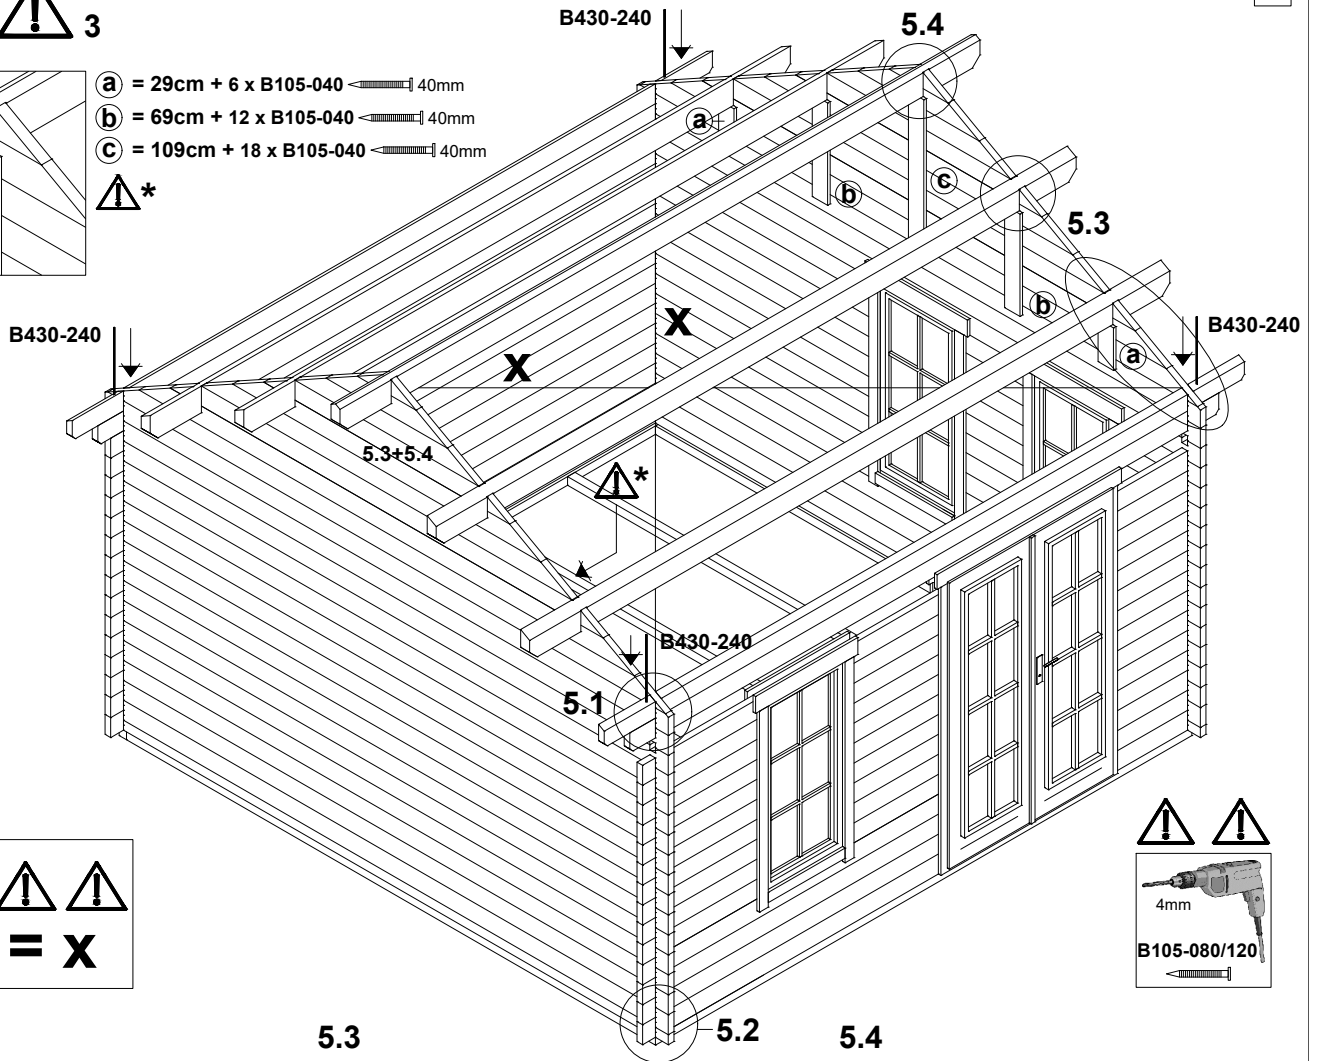 3
B430-240
5.4
a = 29cm + 6 x B105-040 40mm
b = 69cm + 12 x B105-040 40mm
c = 109cm + 18 x B105-040 40mm
*
a
b
c
5.3
B430-240
x
x
b
a
B430-240
5.3+5.4
*
B430-240
5.1
= x
4mm
B105-080/120
5.3
5.2
5.4